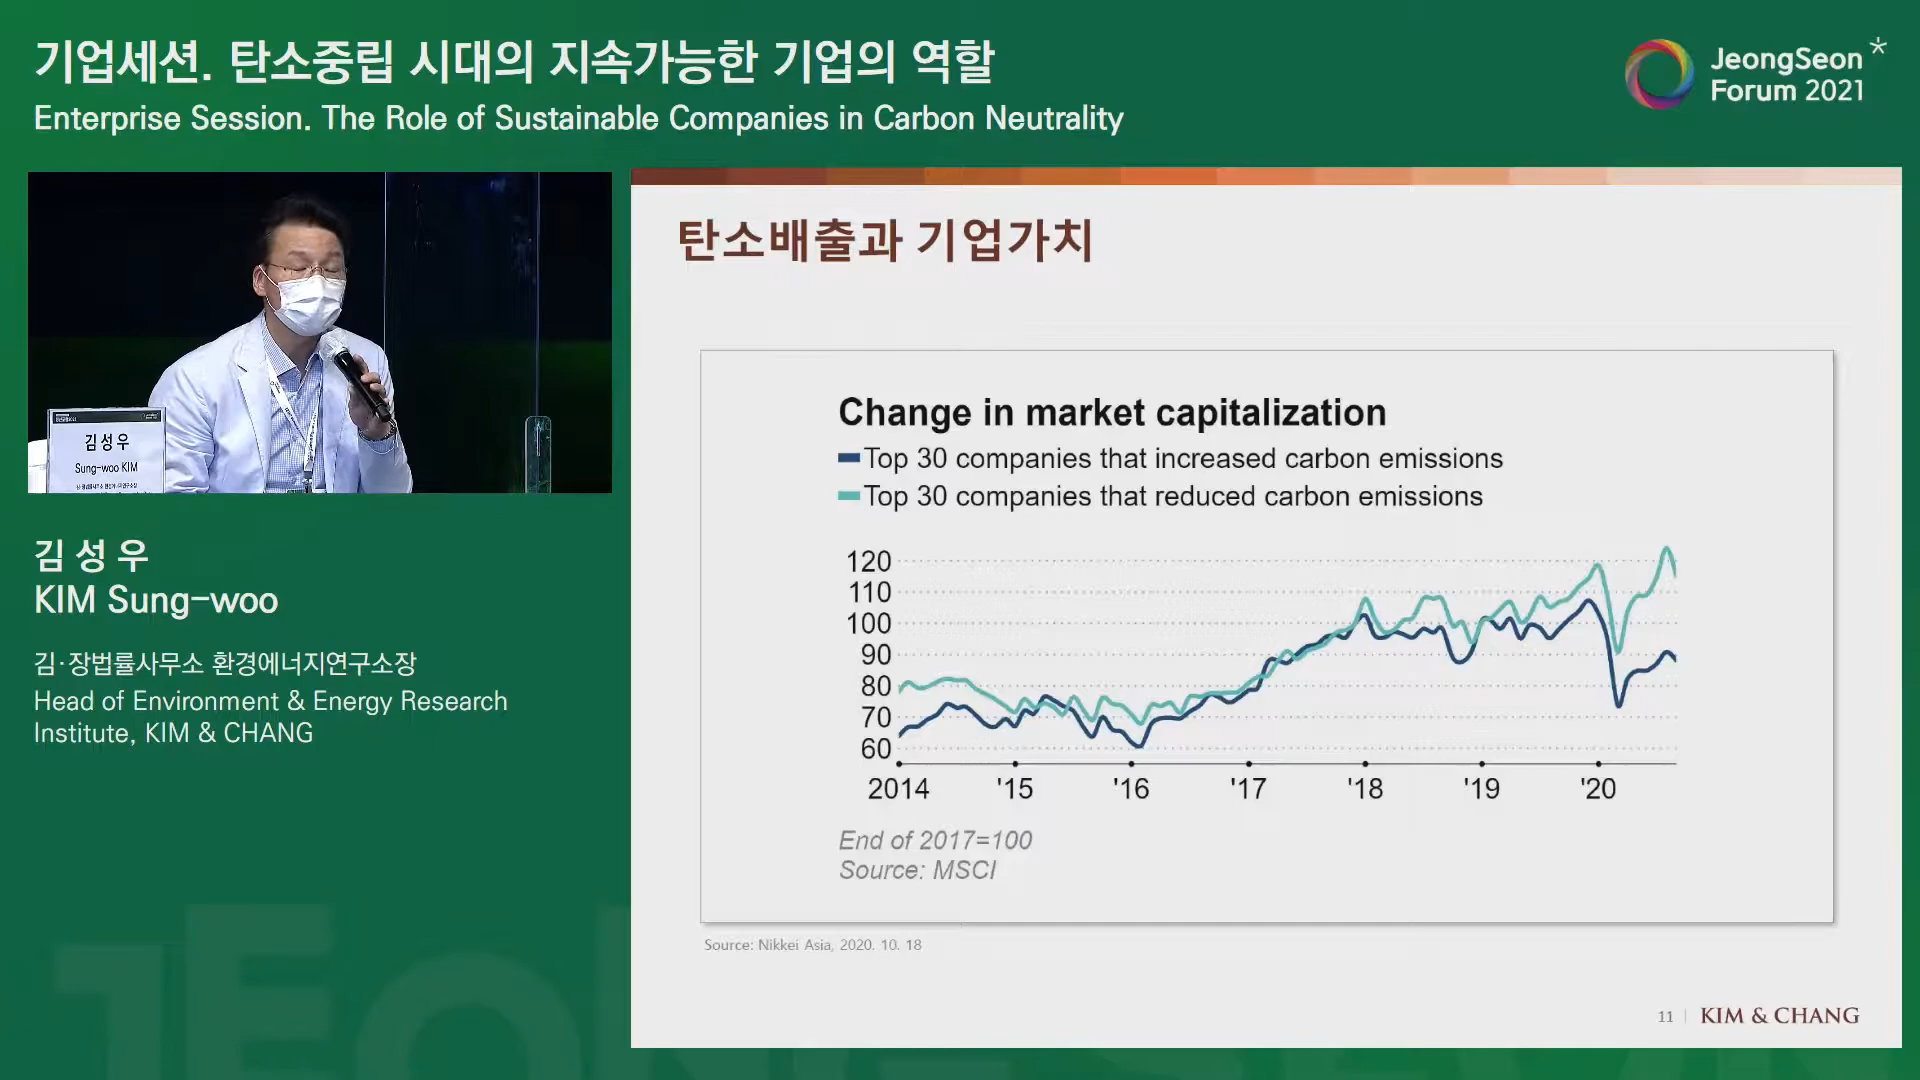 기업세션. 탄소중립 시대의 지속가능한 기업의 역할
Enterprise Session. The Role of Sustainable Companies in Carbon Neutrality
JeongSeon*
Forum 2021
김성우
Sung-woo KIM
김 성 우
KIM Sung-woo
김·장법률사무소 환경에너지연구소장
Head of Environment & Energy Research
Institute, KIM & CHANG
탄소배출과 기업가치
Change in market capitalization
Top 30 companies that increased carbon emissions
Top 30 companies that reduced carbon emissions
120
110
100
90
80
70
60
2014 '15 '16 '17 '18 '19 '20
End of 2017=100
Source: MSCI
Source: Nikkei Asia, 2020. 10. 18
11 | KIM & CHANG